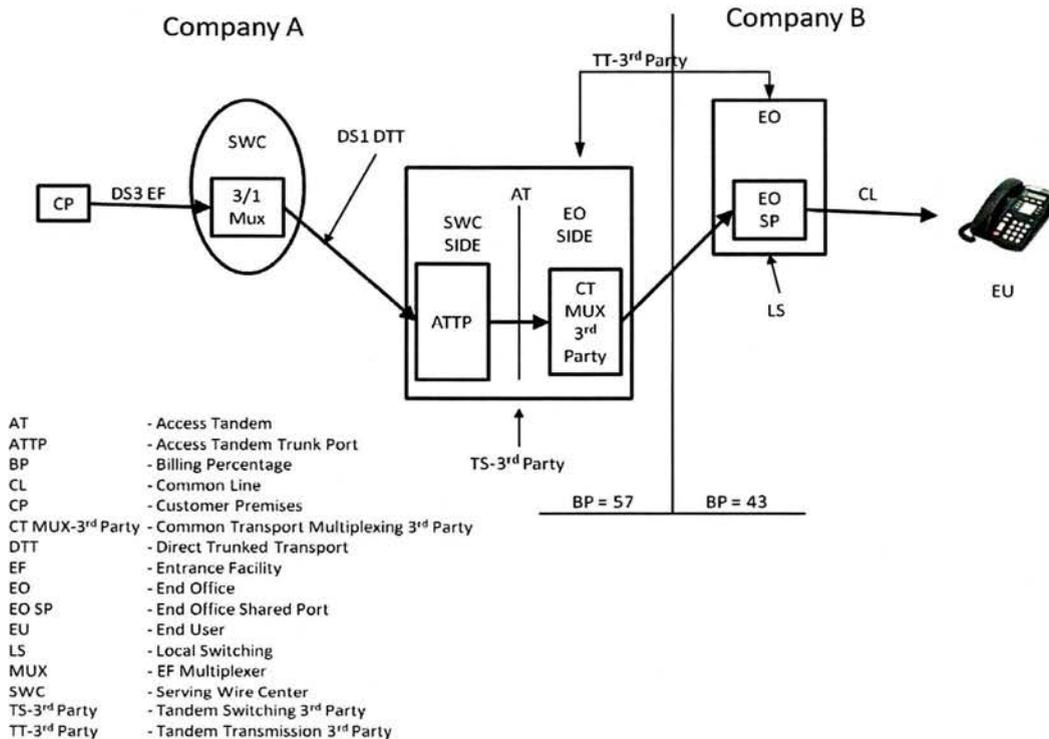 Company A
Company B
TT-3rd Party
SWC
DS1 DTT
EO
CP
DS3 EF
3/1
Mux
AT
SWC
SIDE
EO
SIDE
EO
SP
CL
ATTP
CT
MUX
3rd
Party
LS
EU
TS-3rd Party
BP = 57
BP = 43
AT - Access Tandem
ATTP - Access Tandem Trunk Port
BP - Billing Percentage
CL - Common Line
CP - Customer Premises
CT MUX-3rd Party - Common Transport Multiplexing 3rd Party
DTT - Direct Trunked Transport
EF - Entrance Facility
EO - End Office
EO SP - End Office Shared Port
EU - End User
LS - Local Switching
MUX - EF Multiplexer
SWC - Serving Wire Center
TS-3rd Party - Tandem Switching 3rd Party
TT-3rd Party - Tandem Transmission 3rd Party